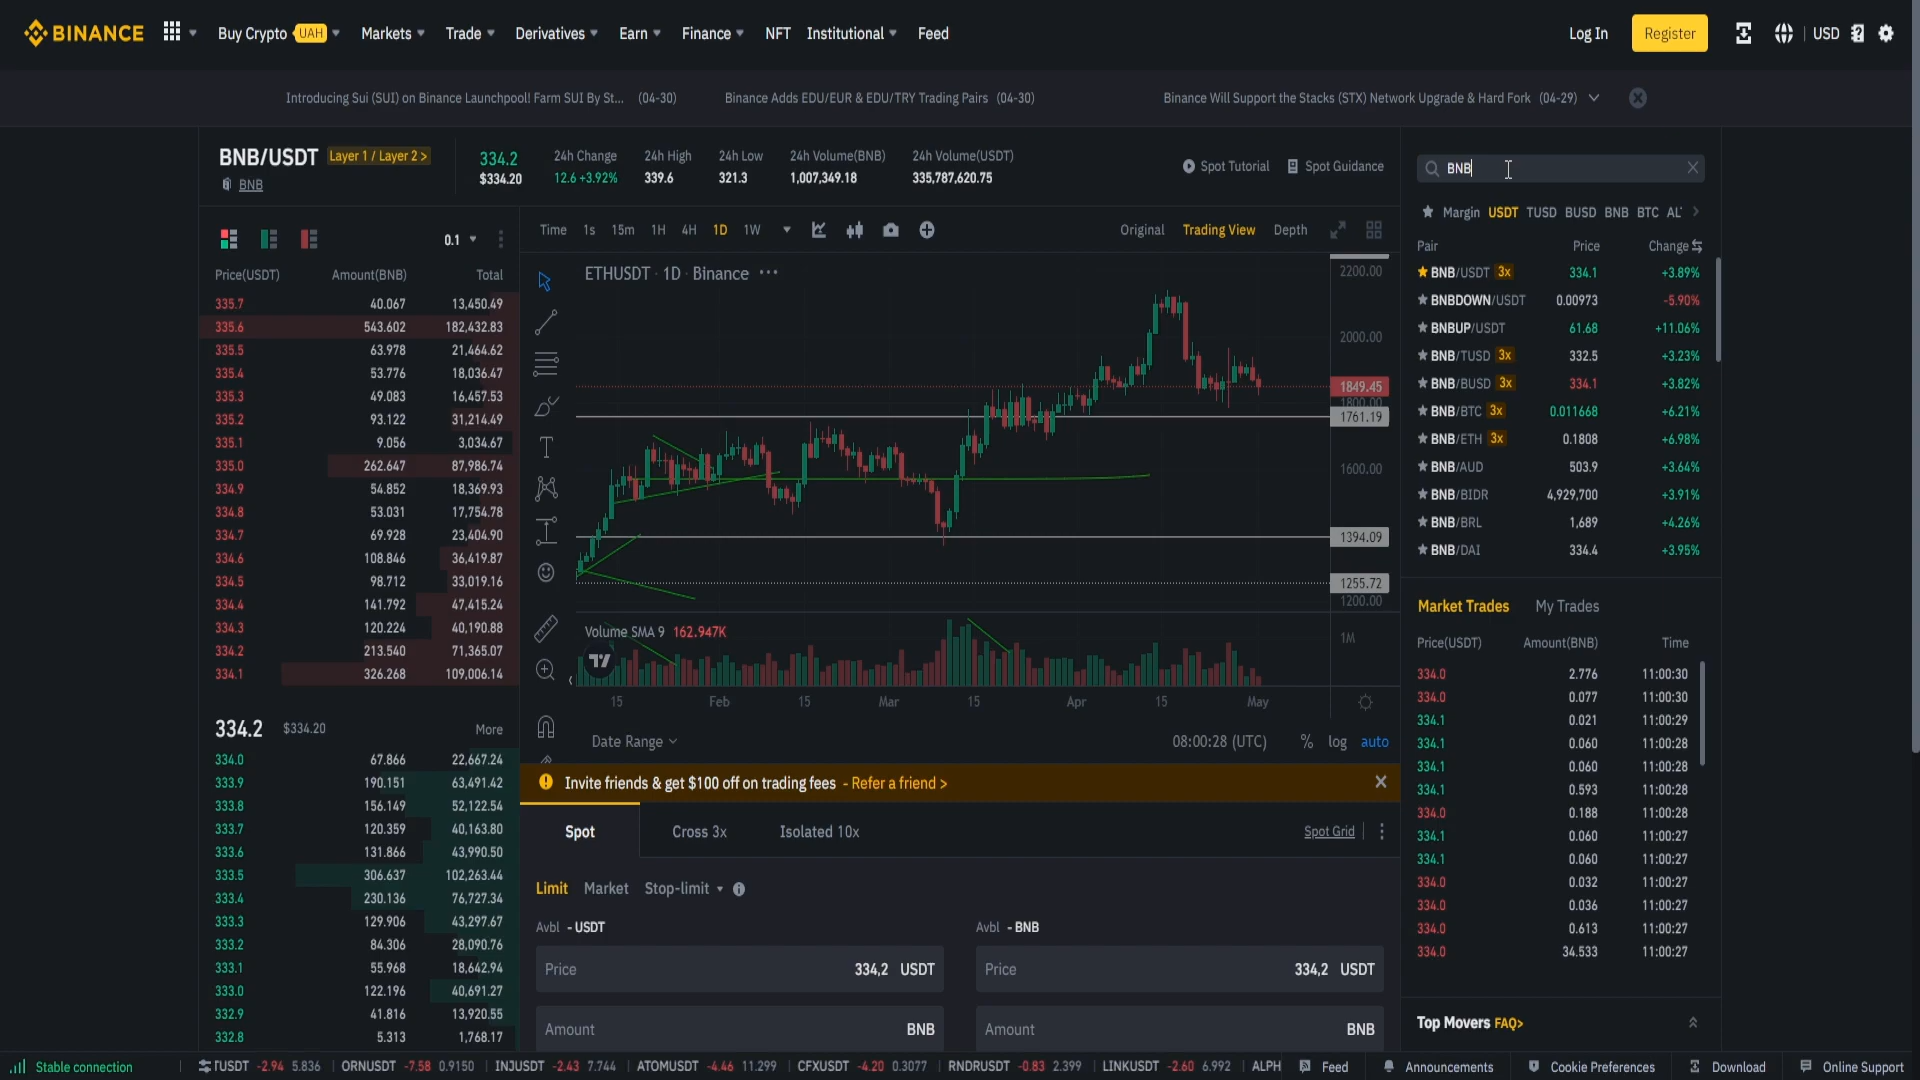 BINANCE Buy Crypto UAH Markets Trade Derivatives Earn Finance NFT Institutional Feed Log In Register USD
Introducing Sui (SUI) on Binance Launchpool! Farm SUI By St... (04-30) Binance Adds EDU/EUR & EDU/TRY Trading Pairs (04-30) Binance Will Support the Stacks (STX) Network Upgrade & Hard Fork (04-29)
BNB/USDT Layer 1 / Layer 2 >
BNB
334.2
$334.20
24h Change
12.6 +3.92%
24h High
339.6
24h Low
321.3
24h Volume(BNB)
1,007,349.18
24h Volume(USDT)
335,787,620.75
Spot Tutorial Spot Guidance
0.1
Price(USDT) Amount(BNB) Total
335.7 40.067 13,450.49
335.6 543.602 182,432.83
335.5 63.978 21,464.62
335.4 53.776 18,036.47
335.3 49.083 16,457.53
335.2 93.122 31,214.49
335.1 9.056 3,034.67
335.0 262.647 87,986.74
334.9 54.852 18,369.93
334.8 53.031 17,754.78
334.7 69.928 23,404.90
334.6 108.846 36,419.87
334.5 98.712 33,019.16
334.4 141.792 47,415.24
334.3 120.224 40,190.88
334.2 213.540 71,365.07
334.1 326.268 109,006.14
334.2 $334.20 More
334.0 67.866 22,667.24
333.9 190.151 63,491.42
333.8 156.149 52,122.54
333.7 120.359 40,163.80
333.6 131.866 43,990.50
333.5 306.637 102,263.44
333.4 230.136 76,727.34
333.3 129.906 43,297.67
333.2 84.306 28,090.76
333.1 55.968 18,642.94
333.0 122.196 40,691.27
332.9 41.816 13,920.55
332.8 5.313 1,768.17
Time 1s 15m 1H 4H 1D 1W Original Trading View Depth
ETHUSDT · 1D · Binance
2200.00
2000.00
1849.45
1800.00
1761.19
1600.00
1394.09
1255.72
1200.00
Volume SMA 9 162.947K
1M
15 Feb 15 Mar 15 Apr 15 May
Date Range 08:00:28 (UTC) % log auto
Invite friends & get $100 off on trading fees - Refer a friend >
Spot Cross 3x Isolated 10x Spot Grid
Limit Market Stop-limit
Avbl - USDT Avbl - BNB
Price 334,2 USDT Price 334,2 USDT
Amount BNB Amount BNB
BNB
Margin USDT TUSD BUSD BNB BTC AL
Pair Price Change
BNB/USDT 3x 334.1 +3.89%
BNBDOWN/USDT 0.00973 -5.90%
BNBUP/USDT 61.68 +11.06%
BNB/TUSD 3x 332.5 +3.23%
BNB/BUSD 3x 334.1 +3.82%
BNB/BTC 3x 0.011668 +6.21%
BNB/ETH 3x 0.1808 +6.98%
BNB/AUD 503.9 +3.64%
BNB/BIDR 4,929,700 +3.91%
BNB/BRL 1,689 +4.26%
BNB/DAI 334.4 +3.95%
Market Trades My Trades
Price(USDT) Amount(BNB) Time
334.0 2.776 11:00:30
334.0 0.077 11:00:30
334.1 0.021 11:00:29
334.1 0.060 11:00:28
334.1 0.060 11:00:28
334.1 0.593 11:00:28
334.0 0.188 11:00:28
334.1 0.060 11:00:27
334.1 0.060 11:00:27
334.0 0.032 11:00:27
334.0 0.036 11:00:27
334.0 0.613 11:00:27
334.0 34.533 11:00:27
Top Movers FAQ>
Stable connection TUSDT -2.94 5.836 ORNUSDT -7.58 0.9150 INJUSDT -2.43 7.744 ATOMUSDT -4.46 11.299 CFXUSDT -4.20 0.3077 RNDRUSDT -0.83 2.399 LINKUSDT -2.60 6.992 ALPH Feed Announcements Cookie Preferences Download Online Support